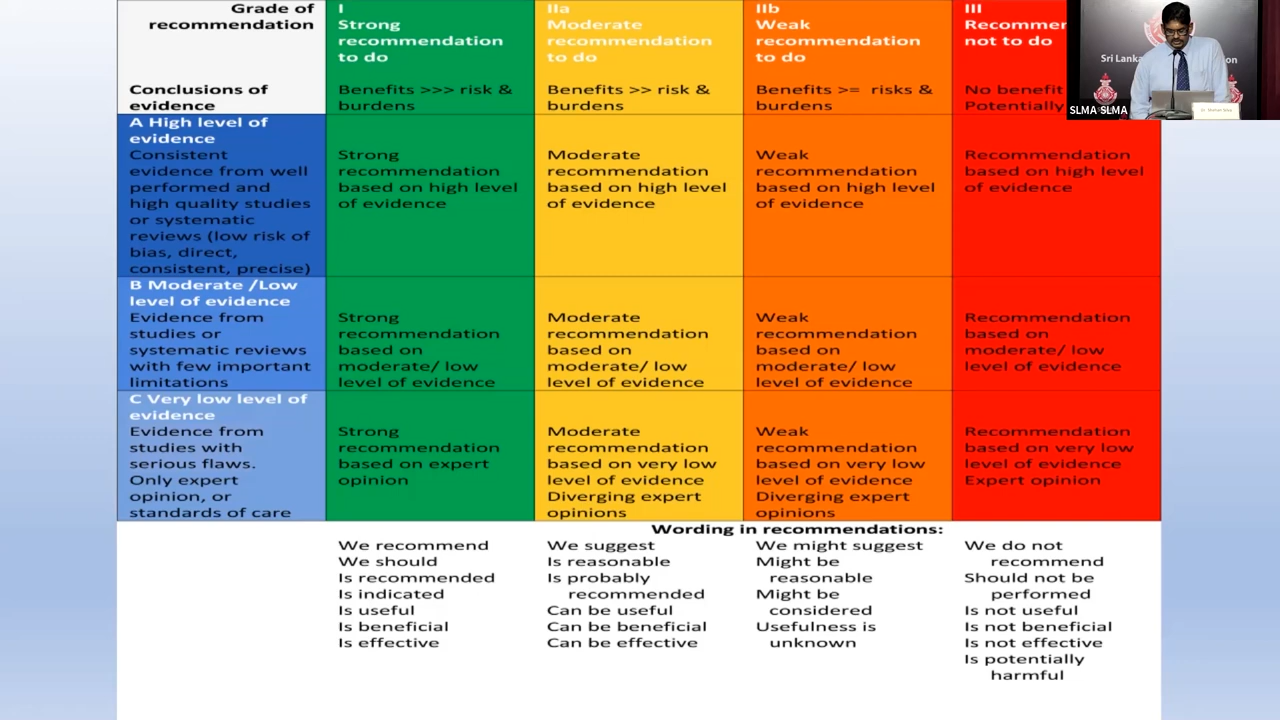 Grade of
recommendation
Conclusions of
evidence
I
Strong
recommendation
to do
Benefits >>> risk &
burdens
IIa
Moderate
recommendation
to do
Benefits >> risk &
burdens
IIb
Weak
recommendation
to do
Benefits >= risks &
burdens
III
not to do
No benefit
Potentially
Sri Lanka
SLMA SLMA
A High level of
evidence
Consistent
evidence from well
performed and
high quality studies
or systematic
reviews (low risk of
bias, direct,
consistent, precise)
Strong
recommendation
based on high level
of evidence
Moderate
recommendation
based on high level
of evidence
Weak
recommendation
based on high level
of evidence
Recommendation
based on high level
of evidence
B Moderate /Low
level of evidence
Evidence from
studies or
systematic reviews
with few important
limitations
Strong
recommendation
based on
moderate/ low
level of evidence
Moderate
recommendation
based on
moderate/ low
level of evidence
Weak
recommendation
based on
moderate/ low
level of evidence
Recommendation
based on
moderate/ low
level of evidence
C Very low level of
evidence
Evidence from
studies with
serious flaws.
Only expert
opinion, or
standards of care
Strong
recommendation
based on expert
opinion
Moderate
recommendation
based on very low
level of evidence
Diverging expert
opinions
Weak
recommendation
based on very low
level of evidence
Diverging expert
opinions
Recommendation
based on very low
level of evidence
Expert opinion
Wording in recommendations:
We recommend
We should
Is recommended
Is indicated
Is useful
Is beneficial
Is effective
We suggest
Is reasonable
Is probably
recommended
Can be useful
Can be beneficial
Can be effective
We might suggest
Might be
reasonable
Might be
considered
Usefulness is
unknown
We do not
recommend
Should not be
performed
Is not useful
Is not beneficial
Is not effective
Is potentially
harmful